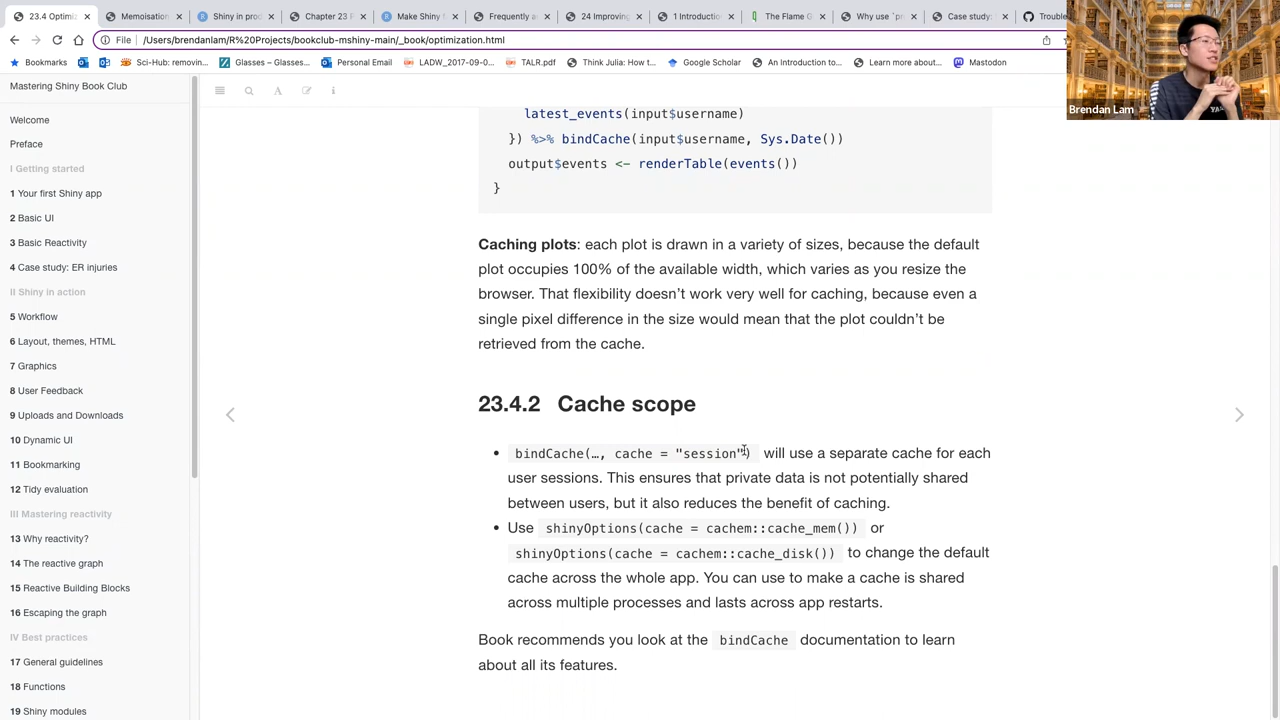 23.4 Optimiz
Memoisation
Shiny in proc
Chapter 23 P
Make Shiny f
Frequently a
24 Improving
1 Introductio
The Flame G
Why use `pr
Case study:
Trouble
File /Users/brendanlam/R%20Projects/bookclub-mshiny-main/_book/optimization.html
Bookmarks
Sci-Hub: removin...
Glasses – Glasses...
Personal Email
LADW_2017-09-0...
TALR.pdf
Think Julia: How t...
Google Scholar
An Introduction to...
Learn more about...
Mastodon
Brendan Lam
Mastering Shiny Book Club
Welcome
Preface
I Getting started
1 Your first Shiny app
2 Basic UI
3 Basic Reactivity
4 Case study: ER injuries
II Shiny in action
5 Workflow
6 Layout, themes, HTML
7 Graphics
8 User Feedback
9 Uploads and Downloads
10 Dynamic UI
11 Bookmarking
12 Tidy evaluation
III Mastering reactivity
13 Why reactivity?
14 The reactive graph
15 Reactive Building Blocks
16 Escaping the graph
IV Best practices
17 General guidelines
18 Functions
19 Shiny modules
latest_events(input$username)
}) %>% bindCache(input$username, Sys.Date())
output$events <- renderTable(events())
}
Caching plots: each plot is drawn in a variety of sizes, because the default
plot occupies 100% of the available width, which varies as you resize the
browser. That flexibility doesn't work very well for caching, because even a
single pixel difference in the size would mean that the plot couldn't be
retrieved from the cache.
23.4.2 Cache scope
• bindCache(…, cache = "session") will use a separate cache for each
user sessions. This ensures that private data is not potentially shared
between users, but it also reduces the benefit of caching.
• Use shinyOptions(cache = cachem::cache_mem()) or
shinyOptions(cache = cachem::cache_disk()) to change the default
cache across the whole app. You can use to make a cache is shared
across multiple processes and lasts across app restarts.
Book recommends you look at the bindCache documentation to learn
about all its features.